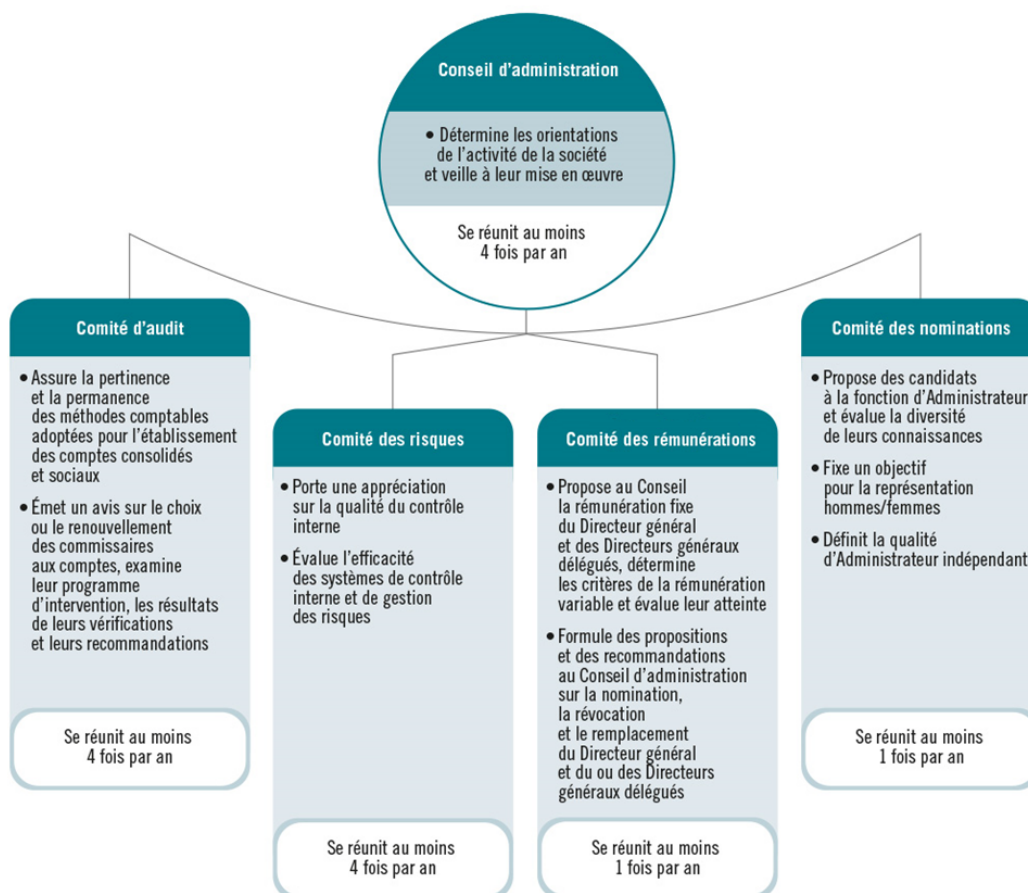 Conseil d'administration
• Détermine les orientations
de l'activité de la société
et veille à leur mise en œuvre
Se réunit au moins
4 fois par an
Comité d'audit
• Assure la pertinence
et la permanence
des méthodes comptables
adoptées pour l'établissement
des comptes consolidés
et sociaux
• Émet un avis sur le choix
ou le renouvellement
des commissaires
aux comptes, examine
leur programme
d'intervention, les résultats
de leurs vérifications
et leurs recommandations
Se réunit au moins
4 fois par an
Comité des risques
• Porte une appréciation
sur la qualité du contrôle
interne
• Évalue l'efficacité
des systèmes de contrôle
interne et de gestion
des risques
Se réunit au moins
4 fois par an
Comité des rémunérations
• Propose au Conseil
la rémunération fixe
du Directeur général
et des Directeurs généraux
délégués, détermine
les critères de la rémunération
variable et évalue leur atteinte
• Formule des propositions
et des recommandations
au Conseil d'administration
sur la nomination,
la révocation
et le remplacement
du Directeur général
et du ou des Directeurs
généraux délégués
Se réunit au moins
1 fois par an
Comité des nominations
• Propose des candidats
à la fonction d'Administrateur
et évalue la diversité
de leurs connaissances
• Fixe un objectif
pour la représentation
hommes/femmes
• Définit la qualité
d'Administrateur indépendant
Se réunit au moins
1 fois par an